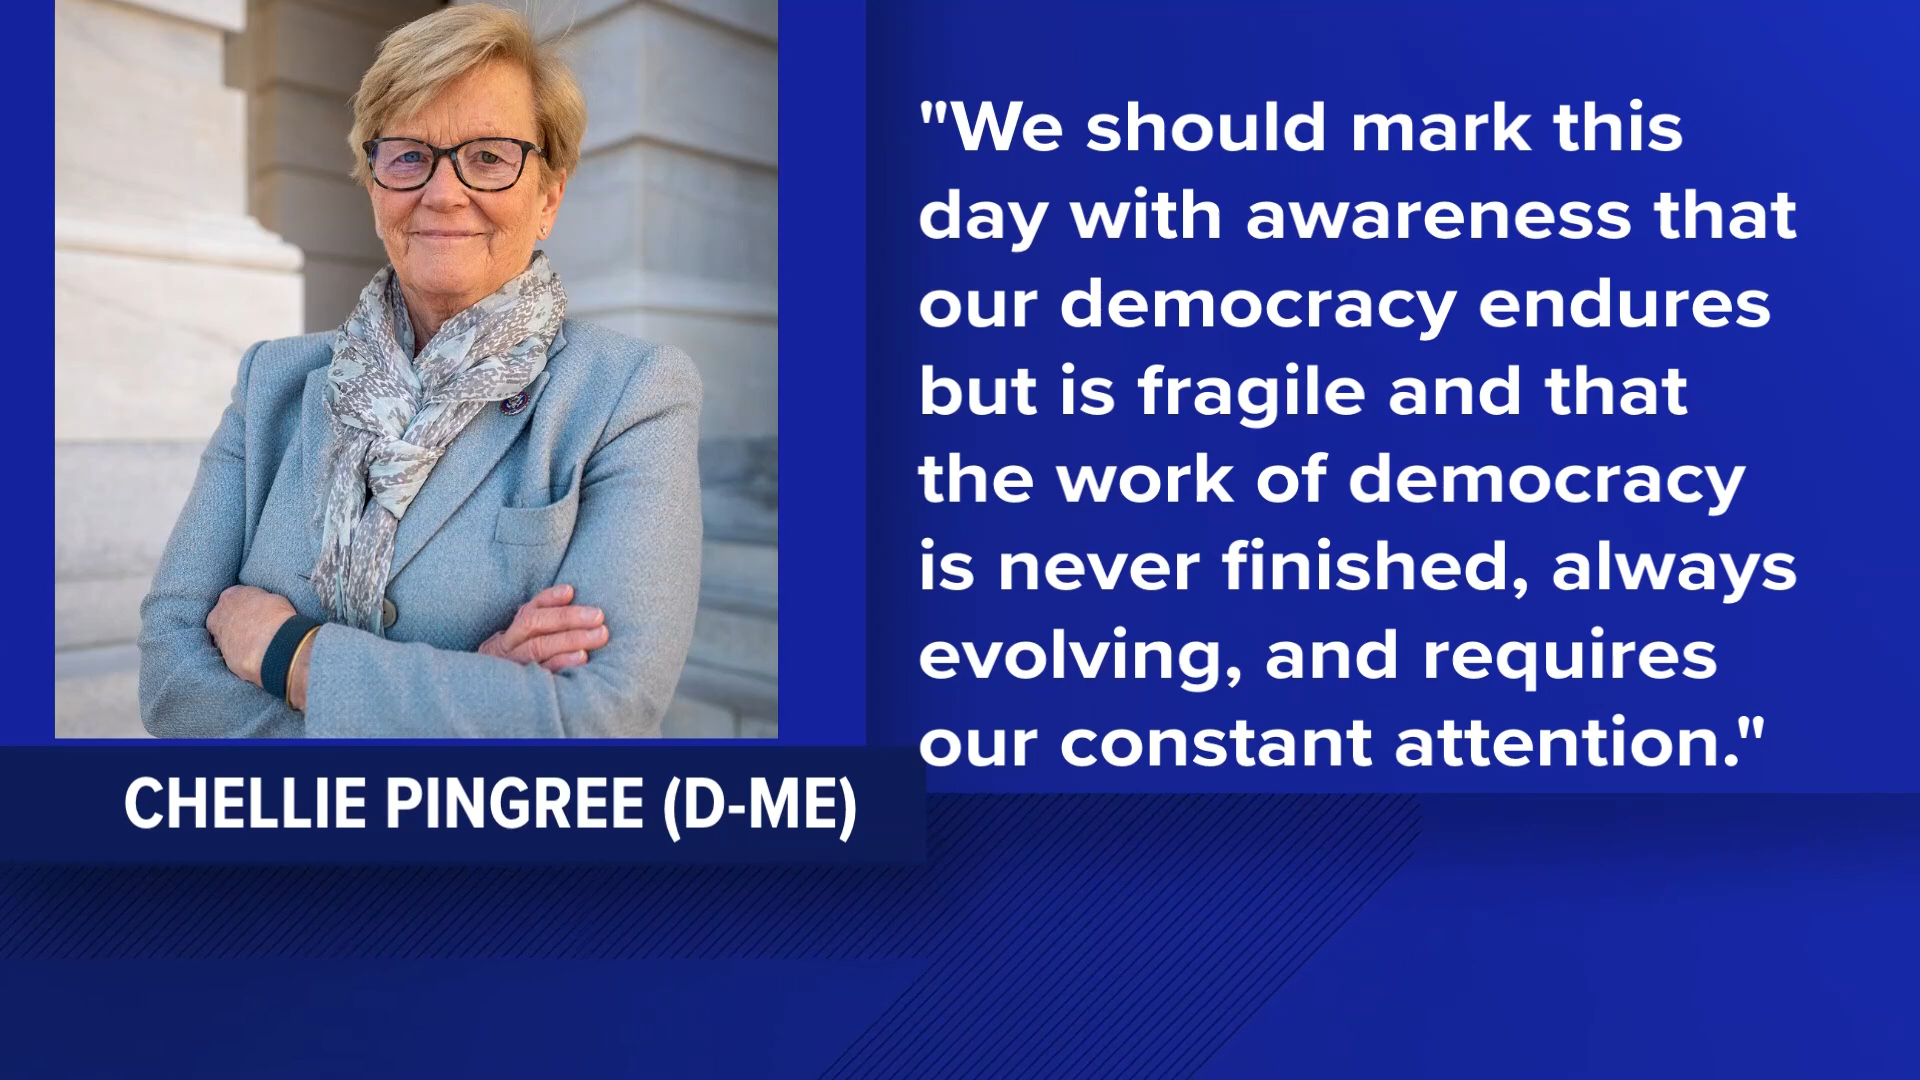 "We should mark this
day with awareness that
our democracy endures
but is fragile and that
the work of democracy
is never finished, always
evolving, and requires
our constant attention."
CHELLIE PINGREE (D-ME)